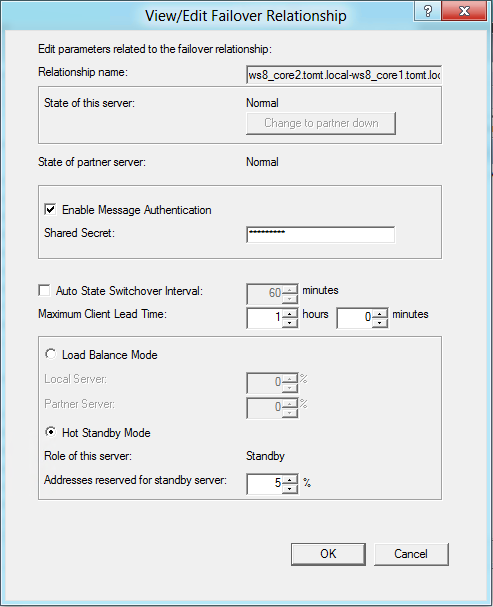 View/Edit Failover Relationship
Edit parameters related to the failover relationship:
Relationship name: ws8_core2.tomt.local-ws8_core1.tomt.loc
State of this server: Normal
Change to partner down
State of partner server: Normal
Enable Message Authentication
Shared Secret: *********
Auto State Switchover Interval: 60 minutes
Maximum Client Lead Time: 1 hours 0 minutes
Load Balance Mode
Local Server: 0 %
Partner Server: 0 %
Hot Standby Mode
Role of this server: Standby
Addresses reserved for standby server: 5 %
OK Cancel